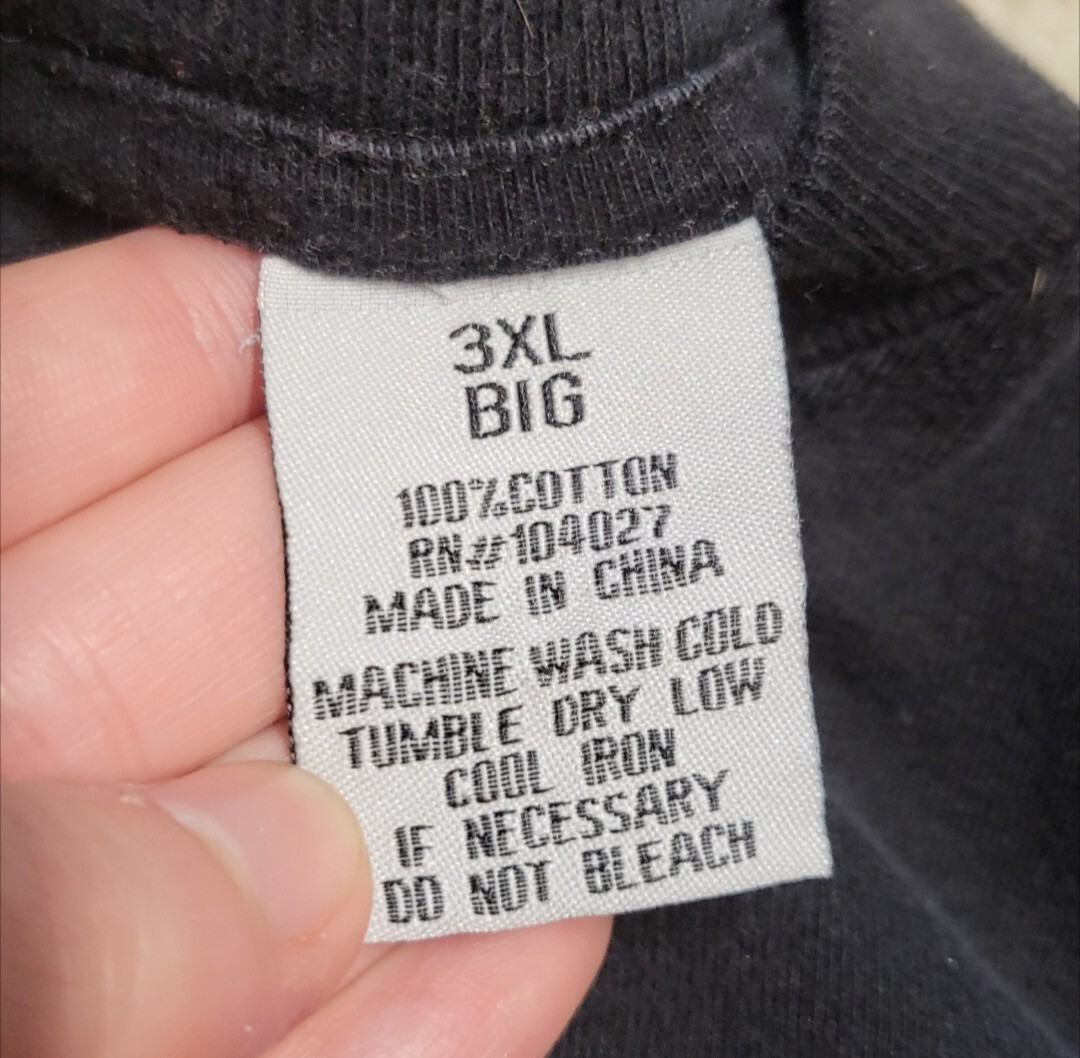 3XL
BIG
100%COTTON
RN#104027
MADE IN CHINA
MACHINE WASH COLD
TUMBLE DRY LOW
COOL IRON
IF NECESSARY
DO NOT BLEACH